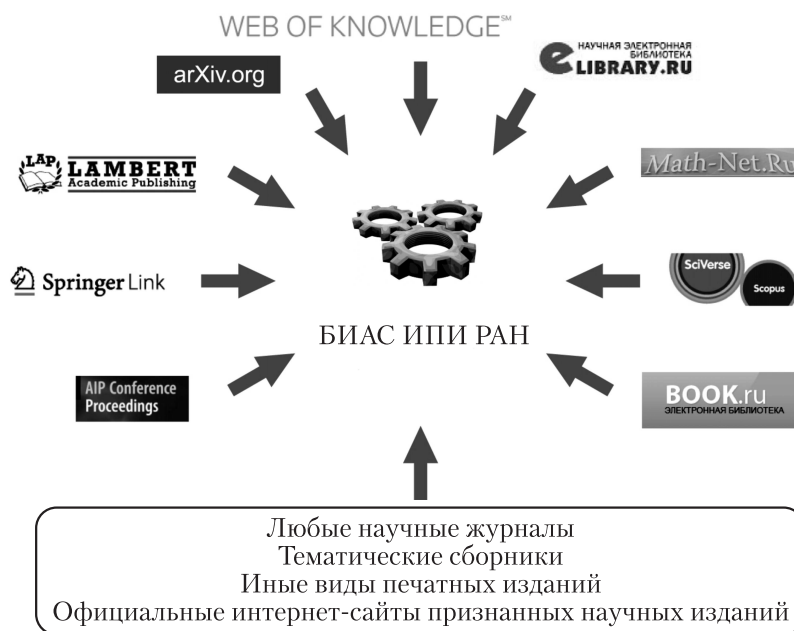 WEB OF KNOWLEDGE℠
arXiv.org
НАУЧНАЯ ЭЛЕКТРОННАЯ
БИБЛИОТЕКА
eLIBRARY.RU
LAP
LAMBERT
Academic Publishing
Math-Net.Ru
Springer Link
SciVerse
Scopus
БИАС ИПИ РАН
AIP Conference
Proceedings
BOOK.ru
ЭЛЕКТРОННАЯ БИБЛИОТЕКА
Любые научные журналы
Тематические сборники
Иные виды печатных изданий
Официальные интернет-сайты признанных научных изданий